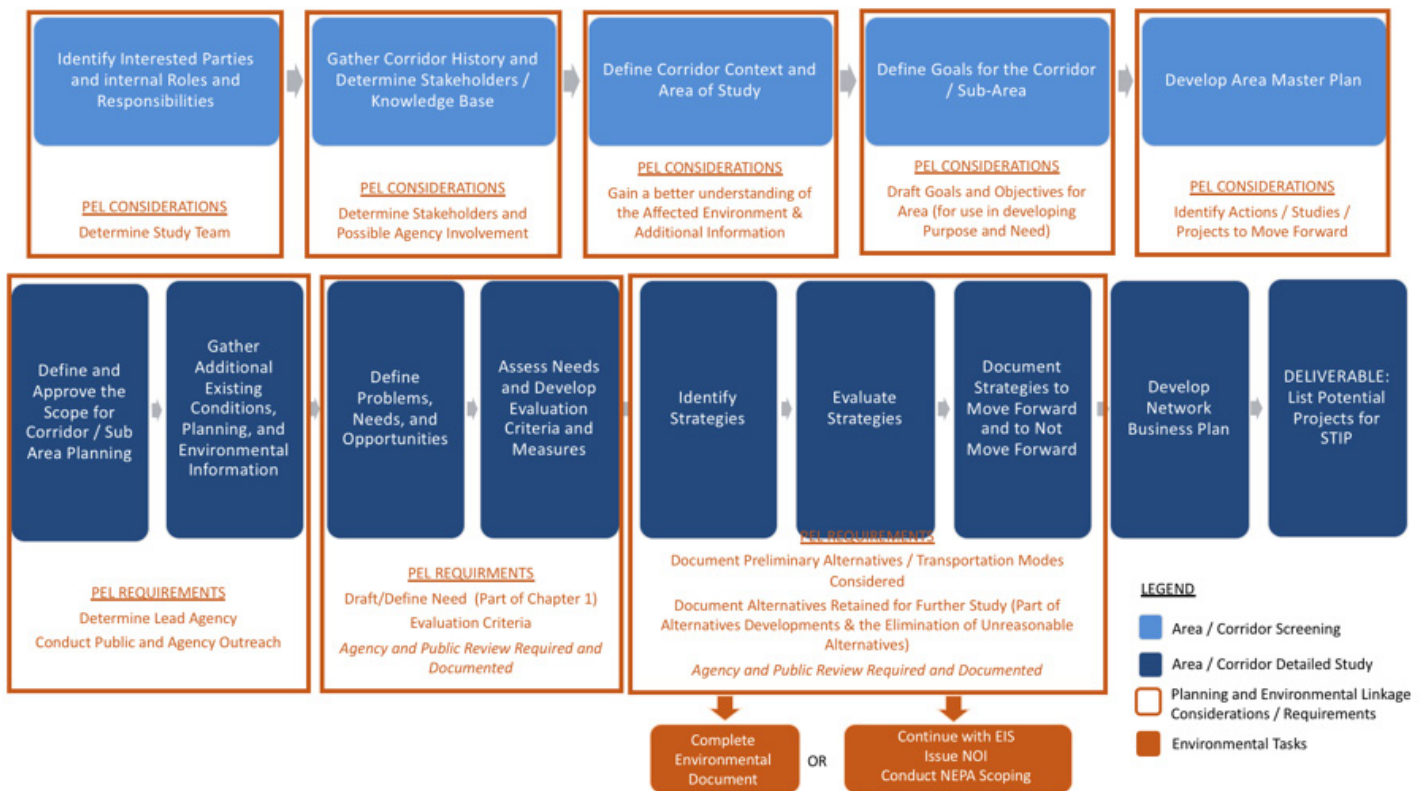 Identify Interested Parties
and internal Roles and
Responsibilities
PEL CONSIDERATIONS
Determine Study Team
Gather Corridor History and
Determine Stakeholders /
Knowledge Base
PEL CONSIDERATIONS
Determine Stakeholders and
Possible Agency Involvement
Define Corridor Context and
Area of Study
PEL CONSIDERATIONS
Gain a better understanding of
the Affected Environment &
Additional Information
Define Goals for the Corridor
/ Sub-Area
PEL CONSIDERATIONS
Draft Goals and Objectives for
Area (for use in developing
Purpose and Need)
Develop Area Master Plan
PEL CONSIDERATIONS
Identify Actions / Studies /
Projects to Move Forward
Define and
Approve the
Scope for
Corridor / Sub
Area Planning
Gather
Additional
Existing
Conditions,
Planning, and
Environmental
Information
PEL REQUIREMENTS
Determine Lead Agency
Conduct Public and Agency Outreach
Define
Problems,
Needs, and
Opportunities
Assess Needs
and Develop
Evaluation
Criteria and
Measures
PEL REQUIRMENTS
Draft/Define Need (Part of Chapter 1)
Evaluation Criteria
Agency and Public Review Required and
Documented
Identify
Strategies
Evaluate
Strategies
Document
Strategies to
Move Forward
and to Not
Move Forward
PEL REQUIREMENTS
Document Preliminary Alternatives / Transportation Modes
Considered
Document Alternatives Retained for Further Study (Part of
Alternatives Developments & the Elimination of Unreasonable
Alternatives)
Agency and Public Review Required and Documented
Develop
Network
Business Plan
DELIVERABLE:
List Potential
Projects for
STIP
Complete
Environmental
Document
OR
Continue with EIS
Issue NOI
Conduct NEPA Scoping
LEGEND
Area / Corridor Screening
Area / Corridor Detailed Study
Planning and Environmental Linkage
Considerations / Requirements
Environmental Tasks